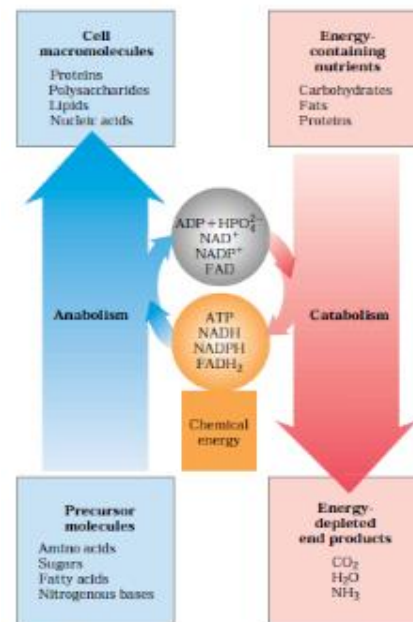 Cell
macromolecules
Proteins
Polysaccharides
Lipids
Nucleic acids
Energy-
containing
nutrients
Carbohydrates
Fats
Proteins
ADP + HPO₄²⁻
NAD⁺
NADP⁺
FAD
Anabolism
Catabolism
ATP
NADH
NADPH
FADH₂
Chemical
energy
Precursor
molecules
Amino acids
Sugars
Fatty acids
Nitrogenous bases
Energy-
depleted
end products
CO₂
H₂O
NH₃